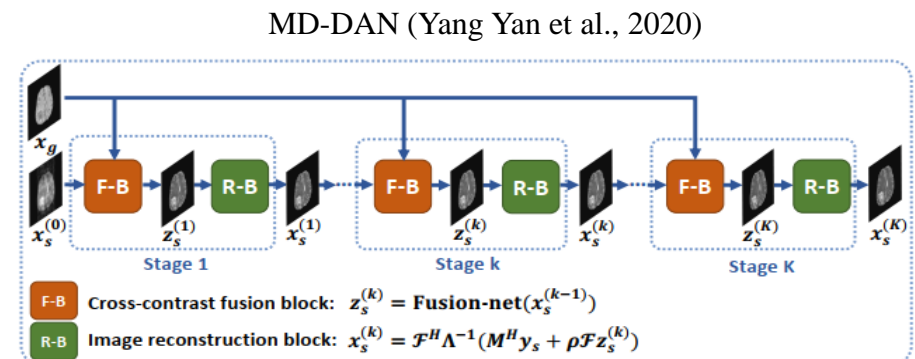 MD-DAN (Yang Yan et al., 2020)
x_g
F-B R-B F-B R-B F-B R-B
x_s^(0) z_s^(1) x_s^(1) z_s^(k) x_s^(k) z_s^(K) x_s^(K)
Stage 1 Stage k Stage K
F-B Cross-contrast fusion block: z_s^(k) = Fusion-net(x_s^(k−1))
R-B Image reconstruction block: x_s^(k) = ℱ^H Λ^−1 (M^H y_s + ρℱz_s^(k))